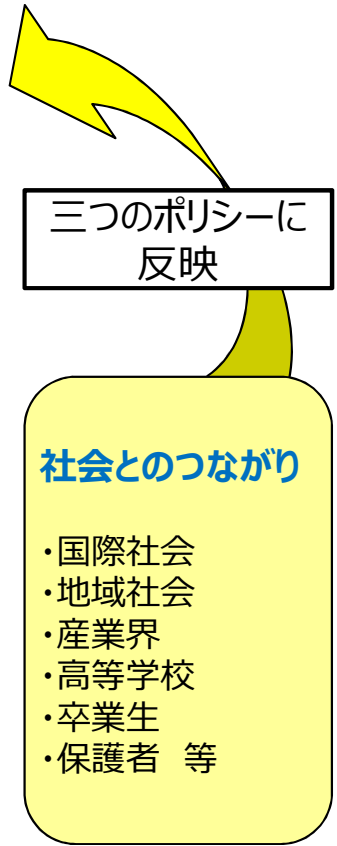 三つのポリシーに
反映
社会とのつながり
・国際社会
・地域社会
・産業界
・高等学校
・卒業生
・保護者　等